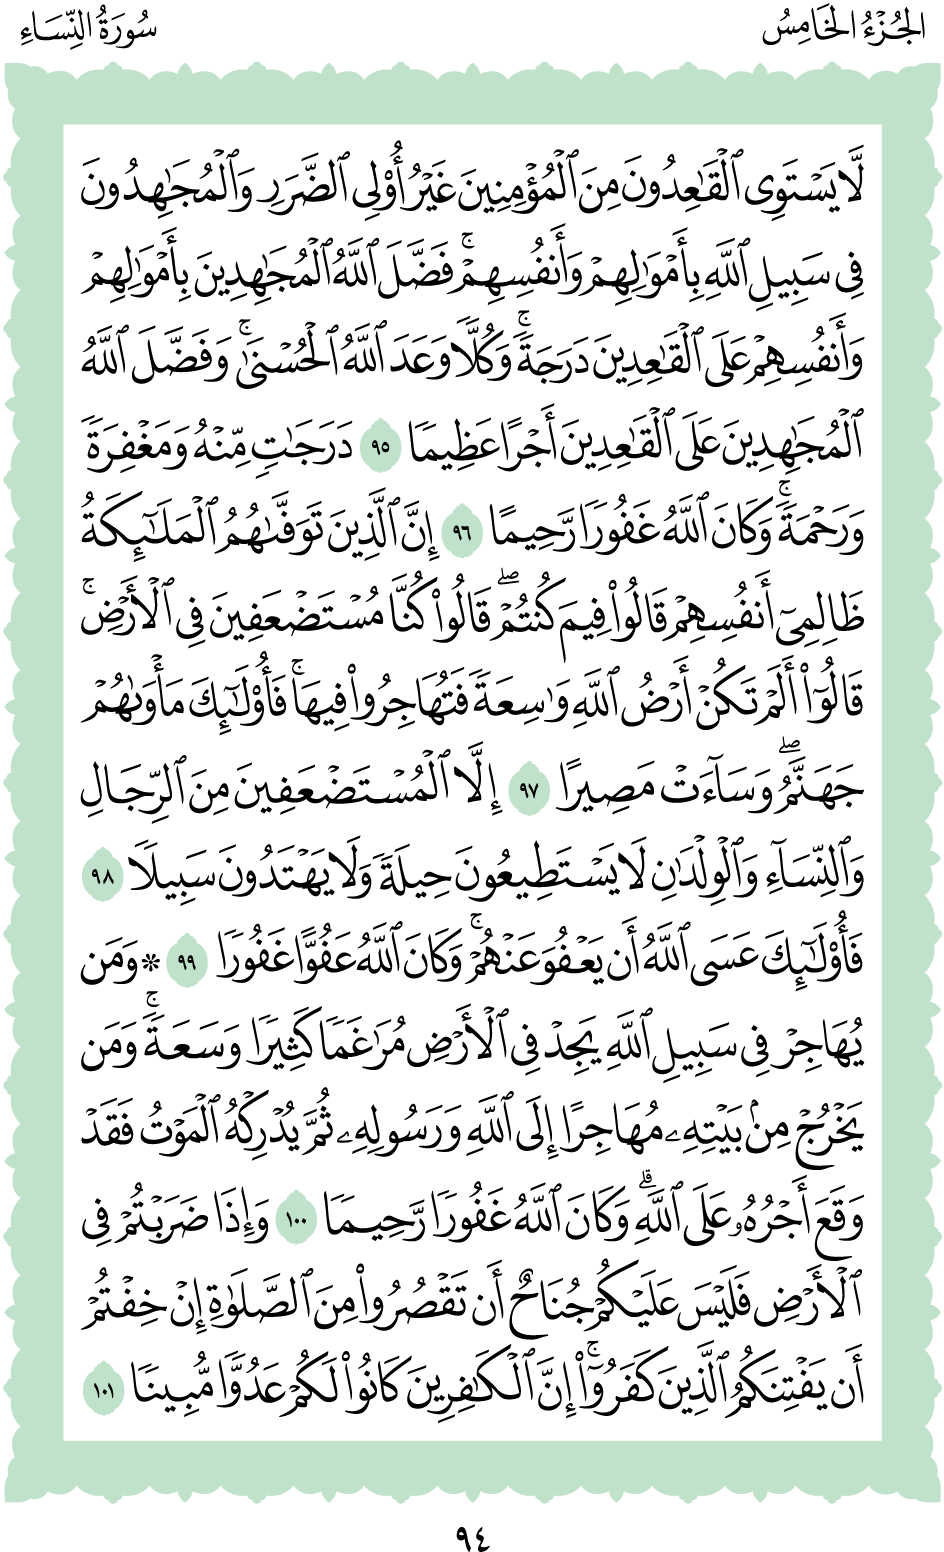 الجُزْءُ الخَامِسُ
سُورَةُ النِّسَاءِ
لَّا يَسْتَوِي ٱلْقَٰعِدُونَ مِنَ ٱلْمُؤْمِنِينَ غَيْرُ أُو۟لِي ٱلضَّرَرِ وَٱلْمُجَٰهِدُونَ
فِي سَبِيلِ ٱللَّهِ بِأَمْوَٰلِهِمْ وَأَنفُسِهِمْۚ فَضَّلَ ٱللَّهُ ٱلْمُجَٰهِدِينَ بِأَمْوَٰلِهِمْ
وَأَنفُسِهِمْ عَلَى ٱلْقَٰعِدِينَ دَرَجَةًۚ وَكُلًّا وَعَدَ ٱللَّهُ ٱلْحُسْنَىٰۚ وَفَضَّلَ ٱللَّهُ
ٱلْمُجَٰهِدِينَ عَلَى ٱلْقَٰعِدِينَ أَجْرًا عَظِيمًا ٩٥ دَرَجَٰتٍ مِّنْهُ وَمَغْفِرَةً
وَرَحْمَةًۚ وَكَانَ ٱللَّهُ غَفُورًا رَّحِيمًا ٩٦ إِنَّ ٱلَّذِينَ تَوَفَّىٰهُمُ ٱلْمَلَٰٓئِكَةُ
ظَالِمِيٓ أَنفُسِهِمْ قَالُوا۟ فِيمَ كُنتُمْۖ قَالُوا۟ كُنَّا مُسْتَضْعَفِينَ فِي ٱلْأَرْضِۚ
قَالُوٓا۟ أَلَمْ تَكُنْ أَرْضُ ٱللَّهِ وَٰسِعَةً فَتُهَاجِرُوا۟ فِيهَاۚ فَأُو۟لَٰٓئِكَ مَأْوَىٰهُمْ
جَهَنَّمُۖ وَسَآءَتْ مَصِيرًا ٩٧ إِلَّا ٱلْمُسْتَضْعَفِينَ مِنَ ٱلرِّجَالِ
وَٱلنِّسَآءِ وَٱلْوِلْدَٰنِ لَا يَسْتَطِيعُونَ حِيلَةً وَلَا يَهْتَدُونَ سَبِيلًا ٩٨
فَأُو۟لَٰٓئِكَ عَسَى ٱللَّهُ أَن يَعْفُوَ عَنْهُمْۚ وَكَانَ ٱللَّهُ عَفُوًّا غَفُورًا ٩٩ * وَمَن
يُهَاجِرْ فِي سَبِيلِ ٱللَّهِ يَجِدْ فِي ٱلْأَرْضِ مُرَٰغَمًا كَثِيرًا وَسَعَةًۚ وَمَن
يَخْرُجْ مِنۢ بَيْتِهِۦ مُهَاجِرًا إِلَى ٱللَّهِ وَرَسُولِهِۦ ثُمَّ يُدْرِكْهُ ٱلْمَوْتُ فَقَدْ
وَقَعَ أَجْرُهُۥ عَلَى ٱللَّهِۗ وَكَانَ ٱللَّهُ غَفُورًا رَّحِيمًا ١٠٠ وَإِذَا ضَرَبْتُمْ فِي
ٱلْأَرْضِ فَلَيْسَ عَلَيْكُمْ جُنَاحٌ أَن تَقْصُرُوا۟ مِنَ ٱلصَّلَوٰةِ إِنْ خِفْتُمْ
أَن يَفْتِنَكُمُ ٱلَّذِينَ كَفَرُوٓا۟ۚ إِنَّ ٱلْكَٰفِرِينَ كَانُوا۟ لَكُمْ عَدُوًّا مُّبِينًا ١٠١
٩٤